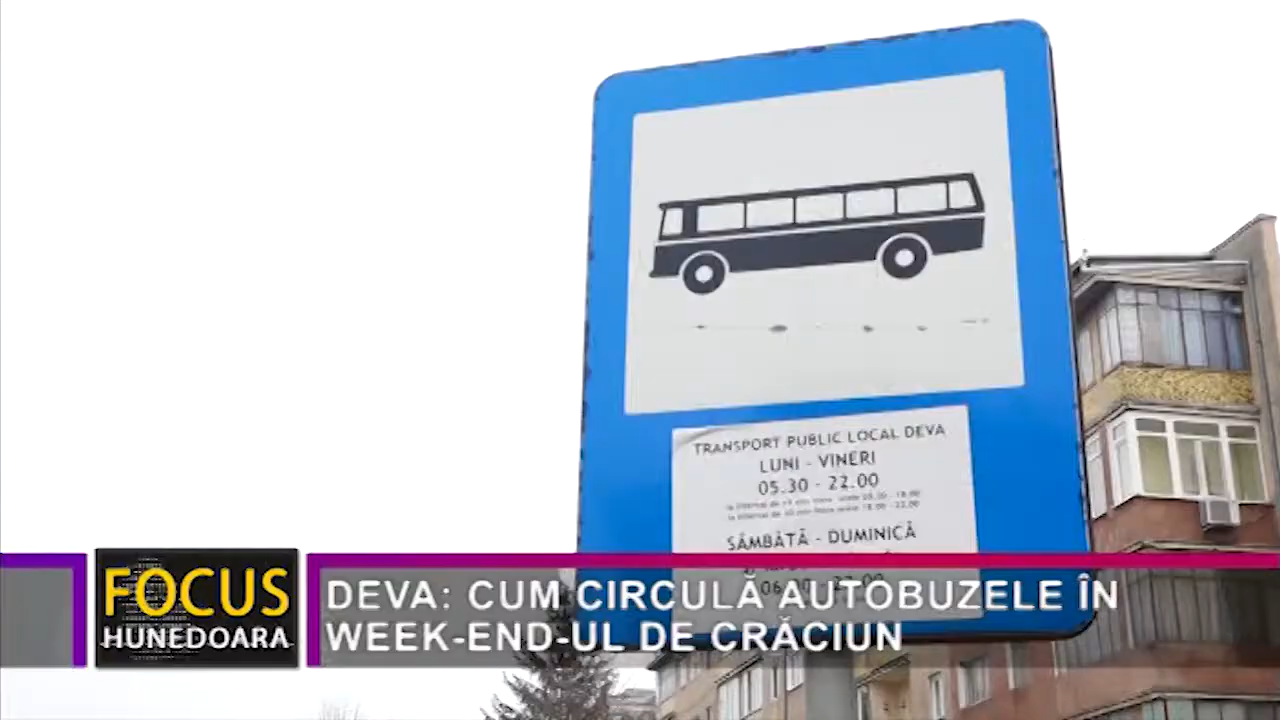 TRANSPORT PUBLIC LOCAL DEVA
LUNI - VINERI
05.30 - 22.00
SÂMBĂTĂ - DUMINICĂ
FOCUS
HUNEDOARA
DEVA: CUM CIRCULĂ AUTOBUZELE ÎN
WEEK-END-UL DE CRĂCIUN